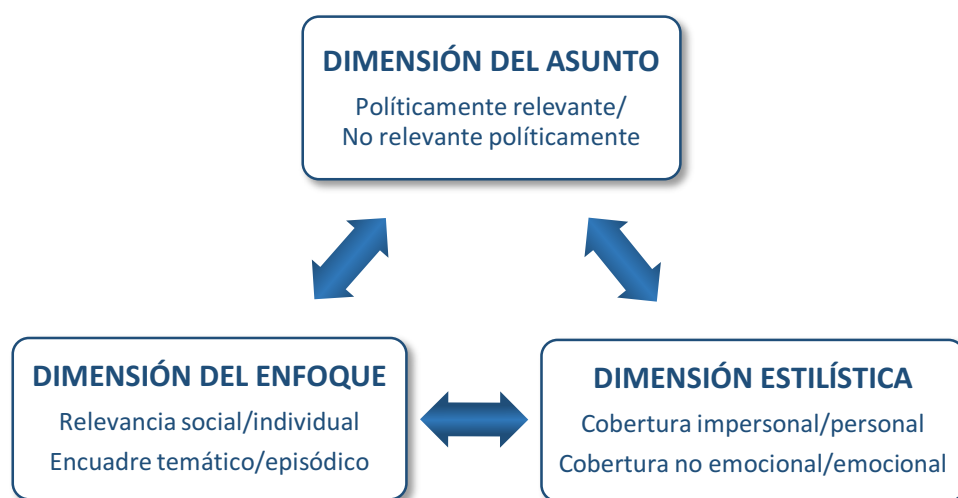 DIMENSIÓN DEL ASUNTO
Políticamente relevante/
No relevante políticamente
DIMENSIÓN DEL ENFOQUE
Relevancia social/individual
Encuadre temático/episódico
DIMENSIÓN ESTILÍSTICA
Cobertura impersonal/personal
Cobertura no emocional/emocional